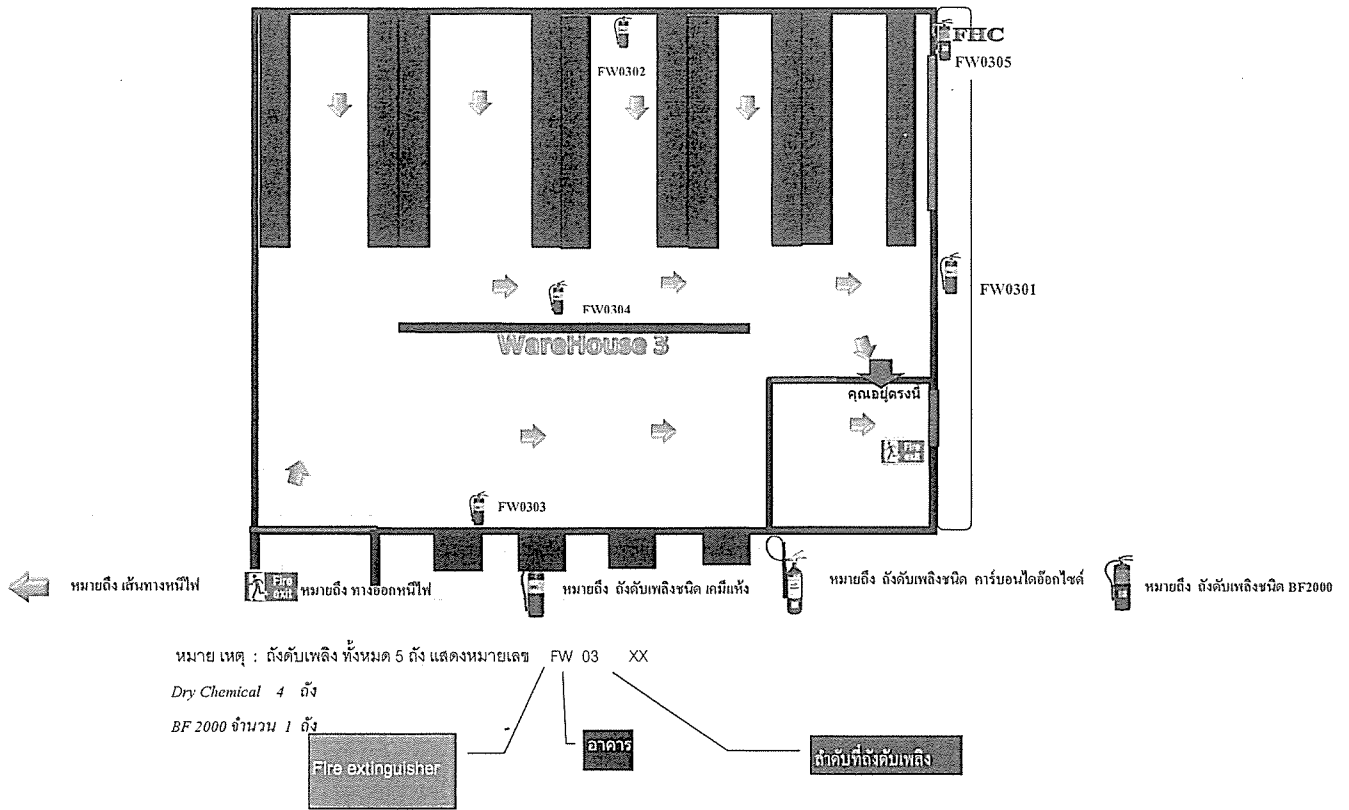 FHC
FW0302
FW0305
FW0301
FW0304
WareHouse 3
คุณอยู่ตรงนี้
FW0303
หมายถึง เส้นทางหนีไฟ
Fire exit
หมายถึง ทางออกหนีไฟ
หมายถึง ถังดับเพลิงชนิด เคมีแห้ง
หมายถึง ถังดับเพลิงชนิด คาร์บอนไดอ๊อกไซด์
หมายถึง ถังดับเพลิงชนิด BF2000
หมาย เหตุ : ถังดับเพลิง ทั้งหมด 5 ถัง แสดงหมายเลข FW 03 XX
Dry Chemical 4 ถัง
BF 2000 จำนวน 1 ถัง
Fire extinguisher
อาคาร
ลำดับที่ถังดับเพลิง